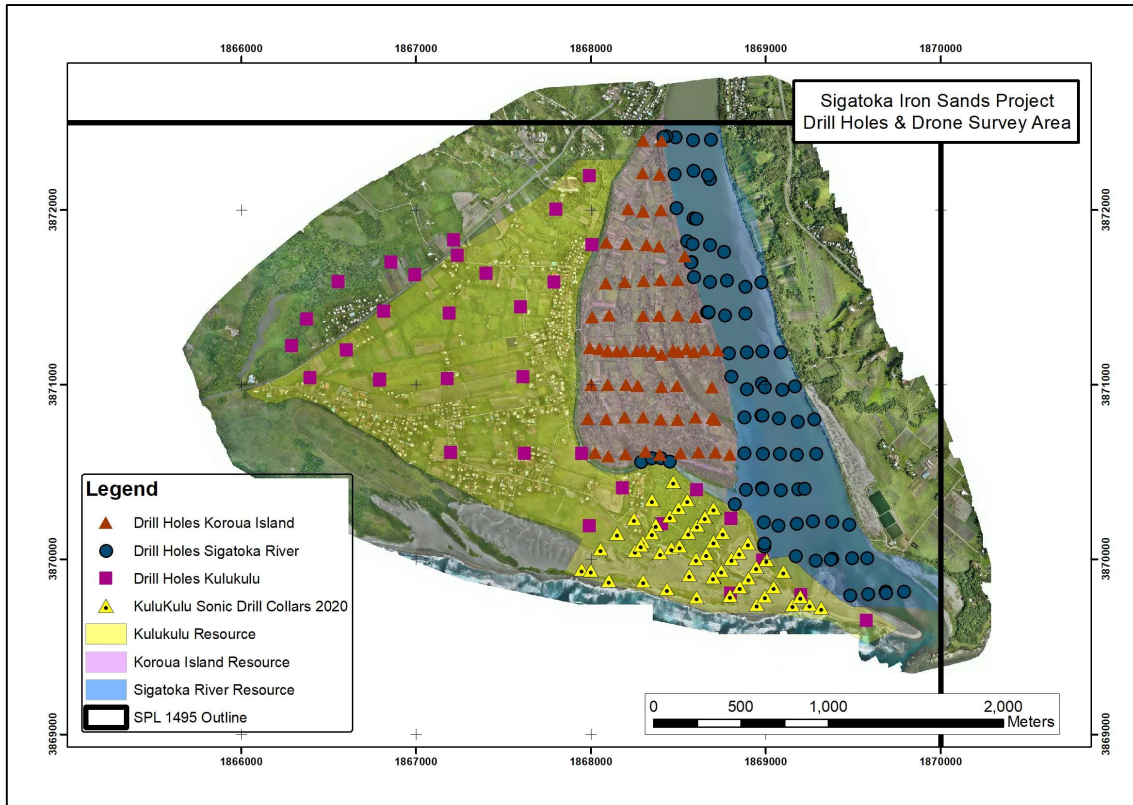 1866000
1867000
1868000
1869000
1870000
Sigatoka Iron Sands Project
Drill Holes & Drone Survey Area
3872000
3872000
3871000
3871000
3870000
3870000
3869000
3869000
Legend
Drill Holes Koroua Island
Drill Holes Sigatoka River
Drill Holes Kulukulu
KuluKulu Sonic Drill Collars 2020
Kulukulu Resource
Koroua Island Resource
Sigatoka River Resource
SPL 1495 Outline
0 500 1,000 2,000
Meters
1866000
1867000
1868000
1869000
1870000